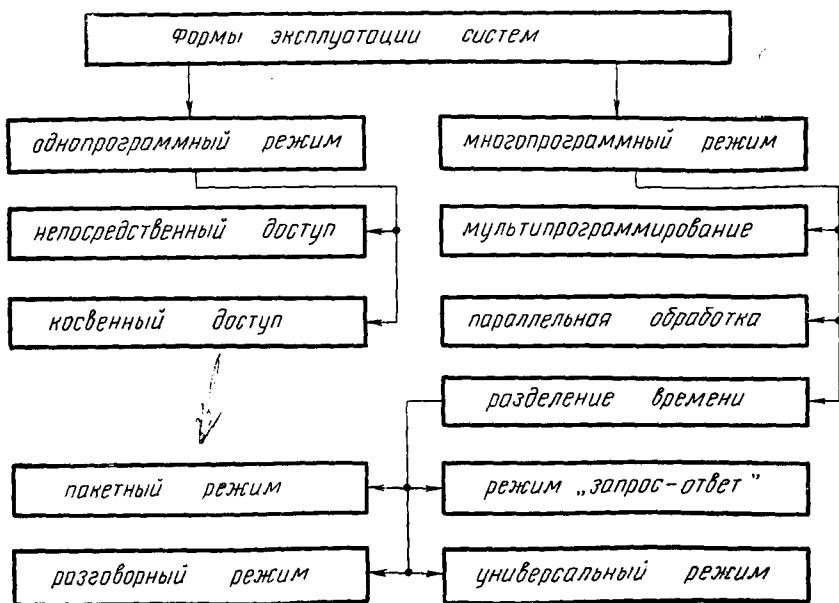 Формы эксплуатации систем
однопрограммный режим
многопрограммный режим
непосредственный доступ
мультипрограммирование
косвенный доступ
параллельная обработка
разделение времени
пакетный режим
режим „запрос-ответ"
разговорный режим
универсальный режим